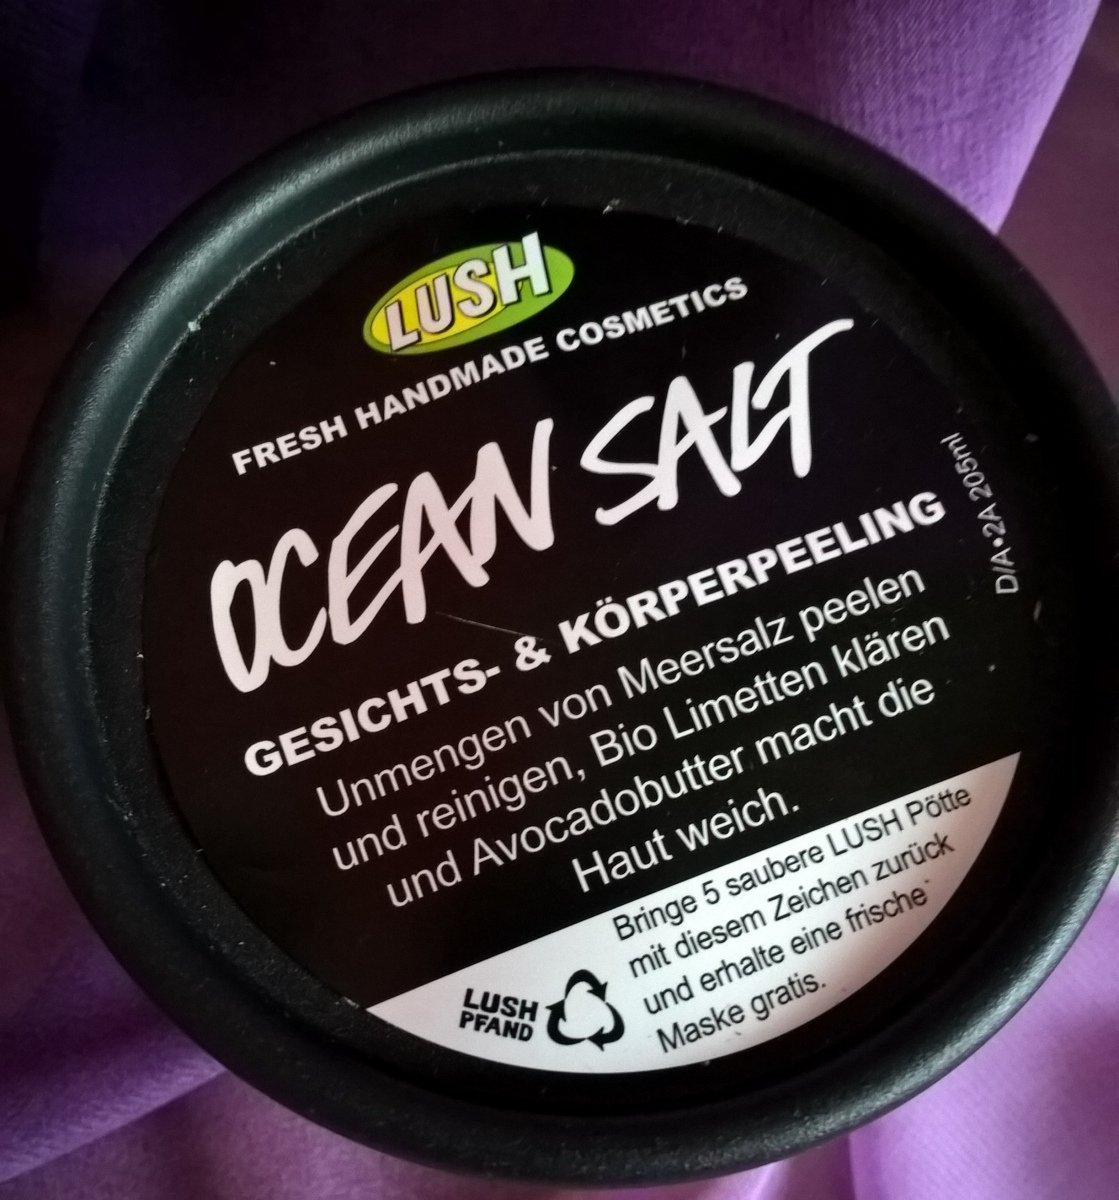 LUSH
FRESH HANDMADE COSMETICS
OCEAN SALT
GESICHTS- & KÖRPERPEELING
Unmengen von Meersalz peelen
und reinigen, Bio Limetten klären
und Avocadobutter macht die
Haut weich.
D/A•2A 205ml
Bringe 5 saubere LUSH Pötte
mit diesem Zeichen zurück
und erhalte eine frische
Maske gratis.
LUSH
PFAND